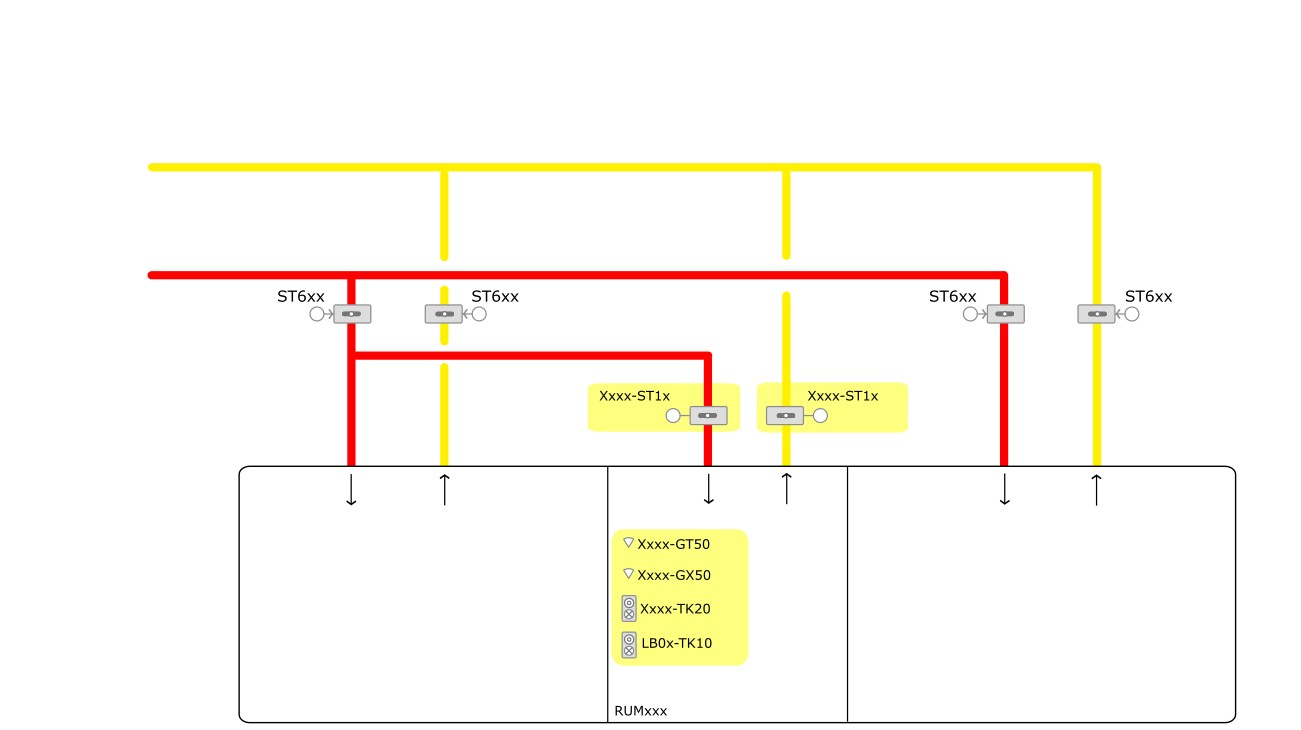 ST6xx
ST6xx
ST6xx
ST6xx
Xxxx-ST1x
Xxxx-ST1x
Xxxx-GT50
Xxxx-GX50
Xxxx-TK20
LB0x-TK10
RUMxxx